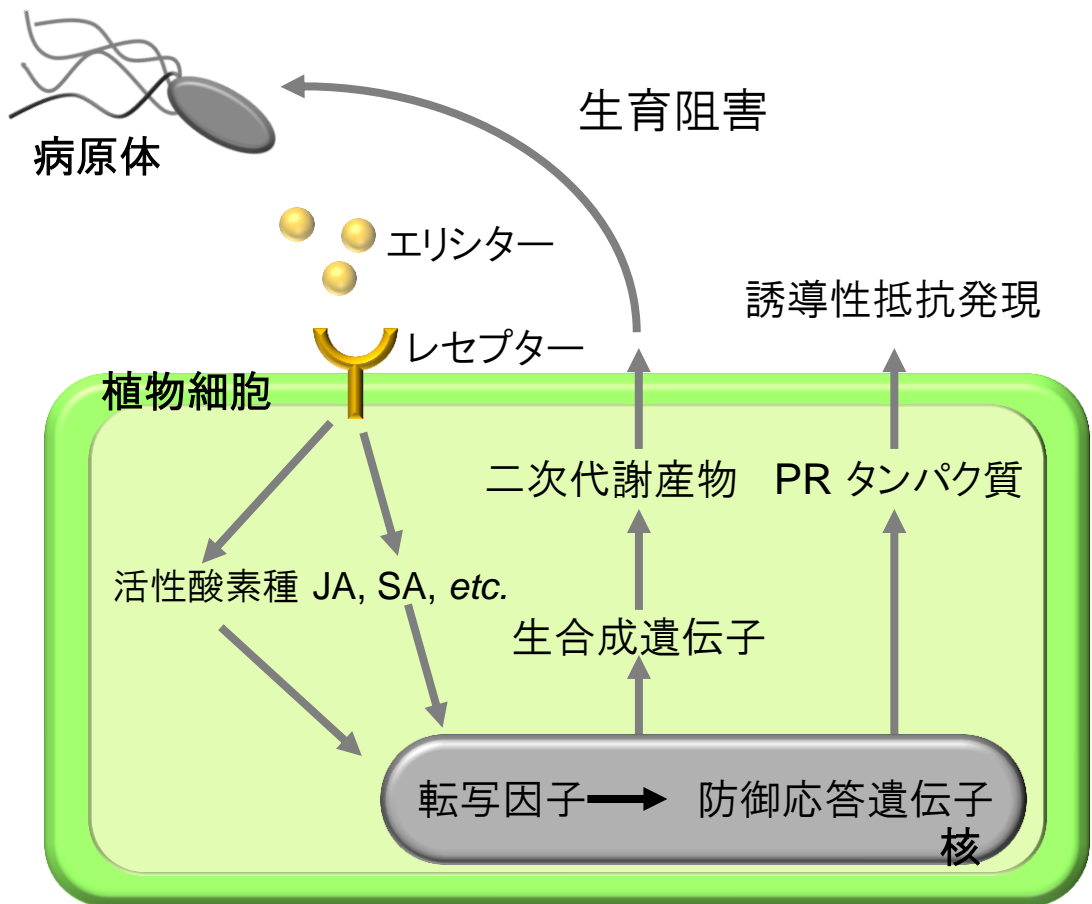 生育阻害
病原体
エリシター
誘導性抵抗発現
レセプター
植物細胞
二次代謝産物 PR タンパク質
活性酸素種 JA, SA, etc.
生合成遺伝子
転写因子 防御応答遺伝子
核